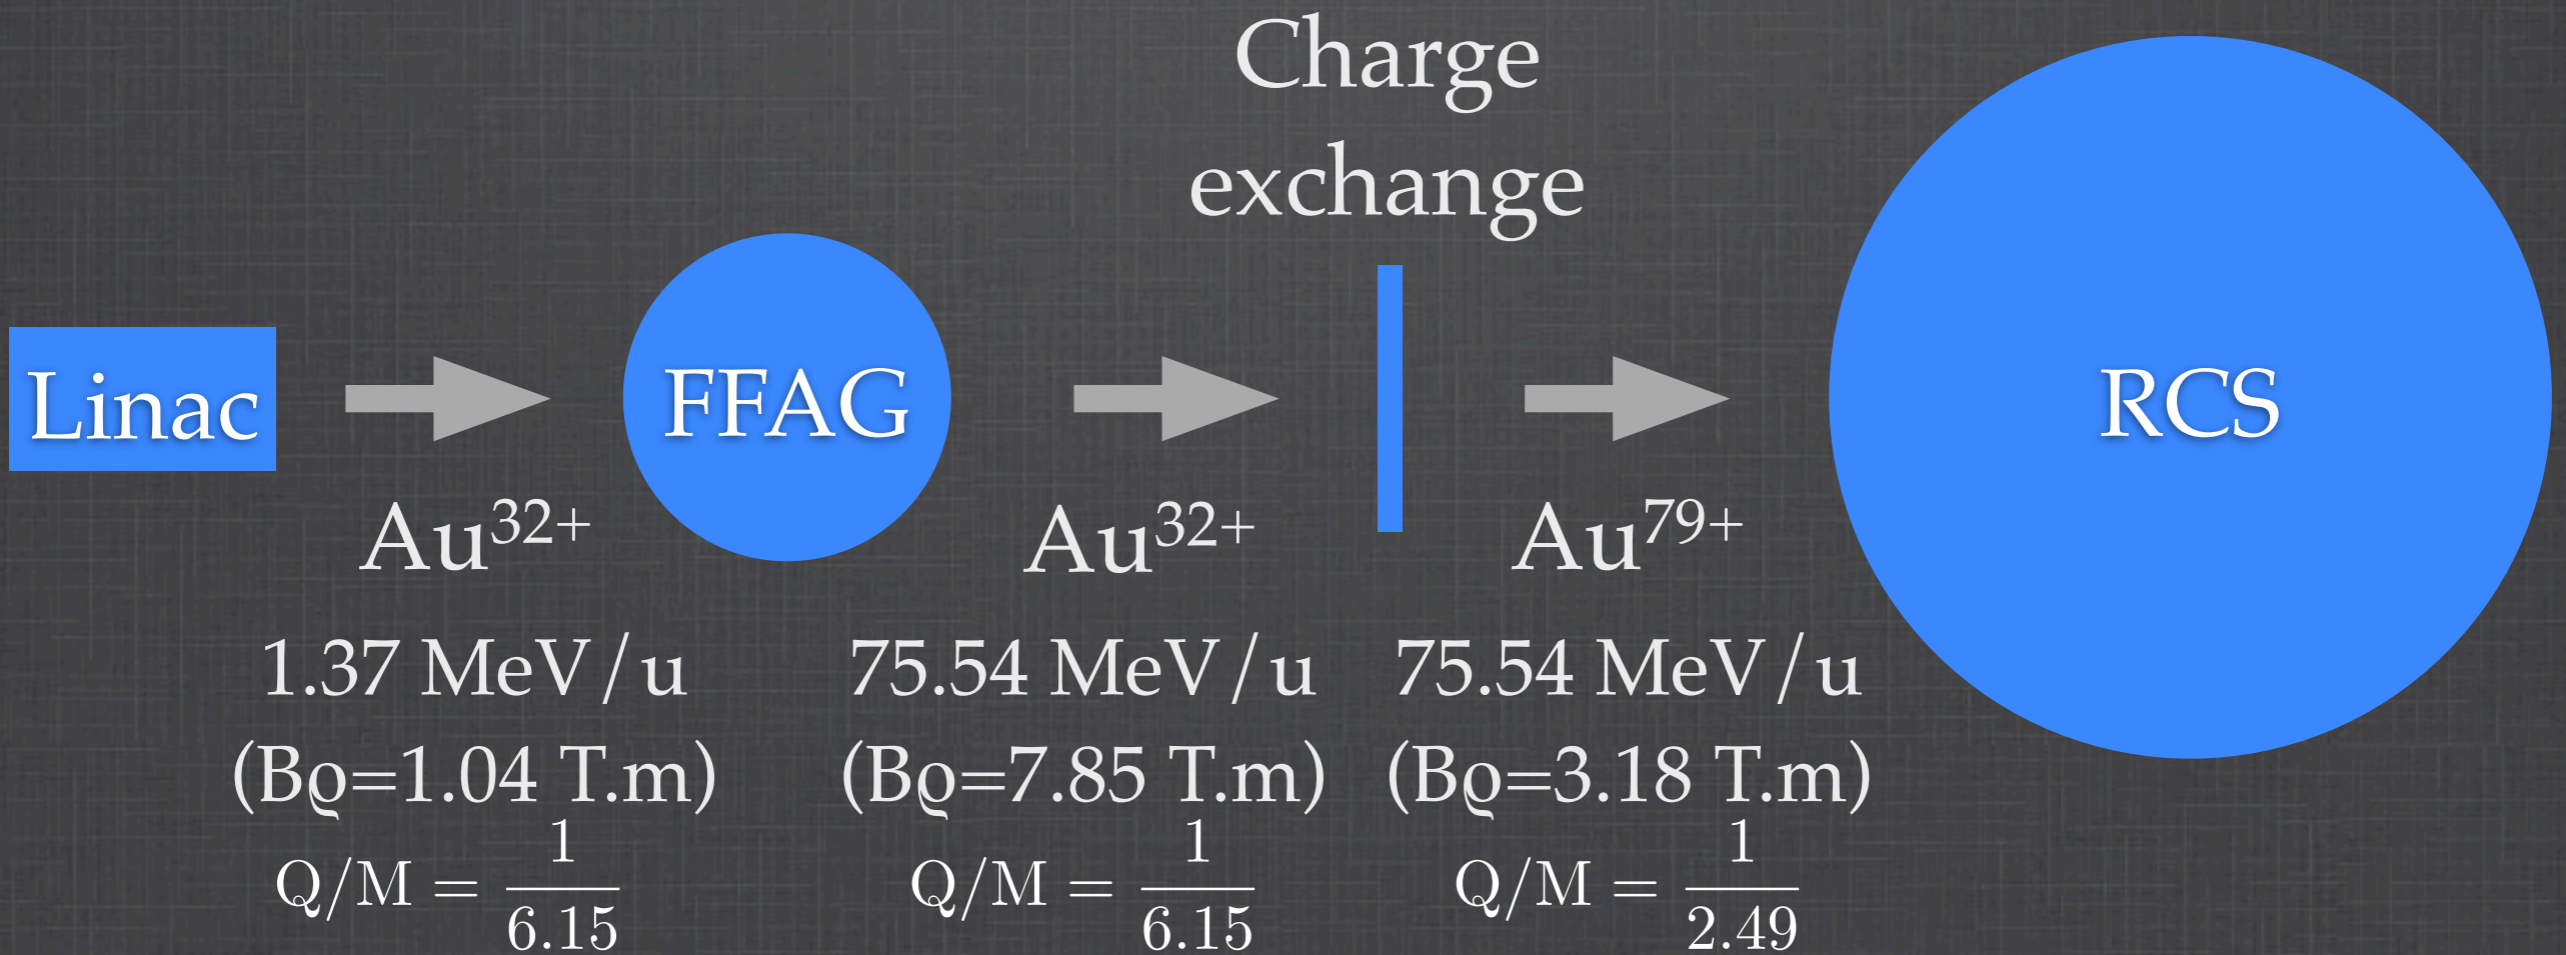 Charge
exchange
Linac
FFAG
RCS
Au³²⁺
Au³²⁺
Au⁷⁹⁺
1.37 MeV/u
75.54 MeV/u
75.54 MeV/u
(Bϱ=1.04 T.m)
(Bϱ=7.85 T.m)
(Bϱ=3.18 T.m)
Q/M = 1/6.15
Q/M = 1/6.15
Q/M = 1/2.49